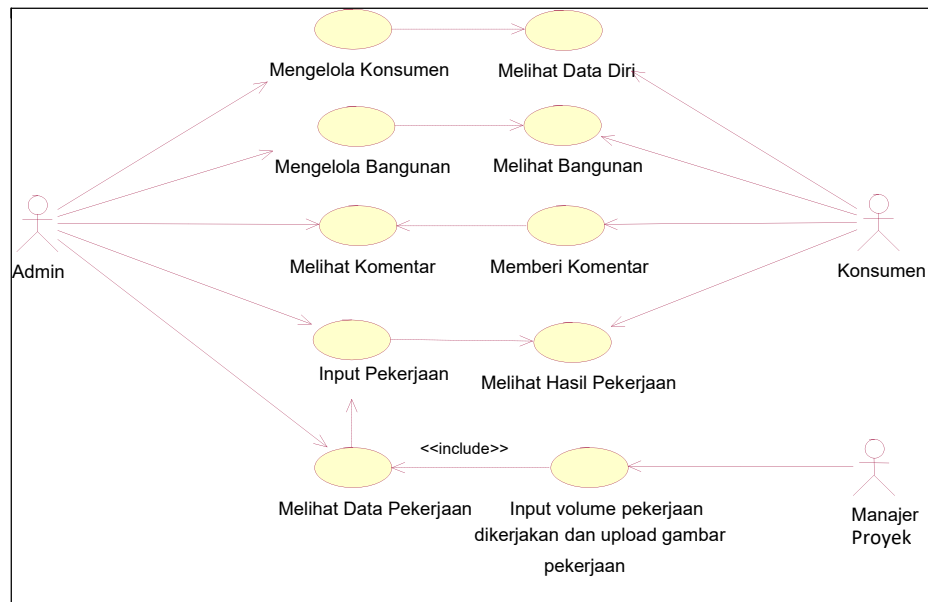 Mengelola Konsumen
Melihat Data Diri
Mengelola Bangunan
Melihat Bangunan
Admin
Melihat Komentar
Memberi Komentar
Konsumen
Input Pekerjaan
Melihat Hasil Pekerjaan
<<include>>
Melihat Data Pekerjaan
Input volume pekerjaan
dikerjakan dan upload gambar
pekerjaan
Manajer
Proyek